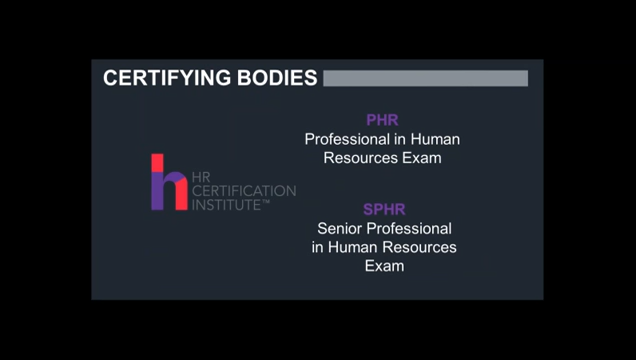 CERTIFYING BODIES
PHR
Professional in Human
Resources Exam
HR
CERTIFICATION
INSTITUTE™
SPHR
Senior Professional
in Human Resources
Exam